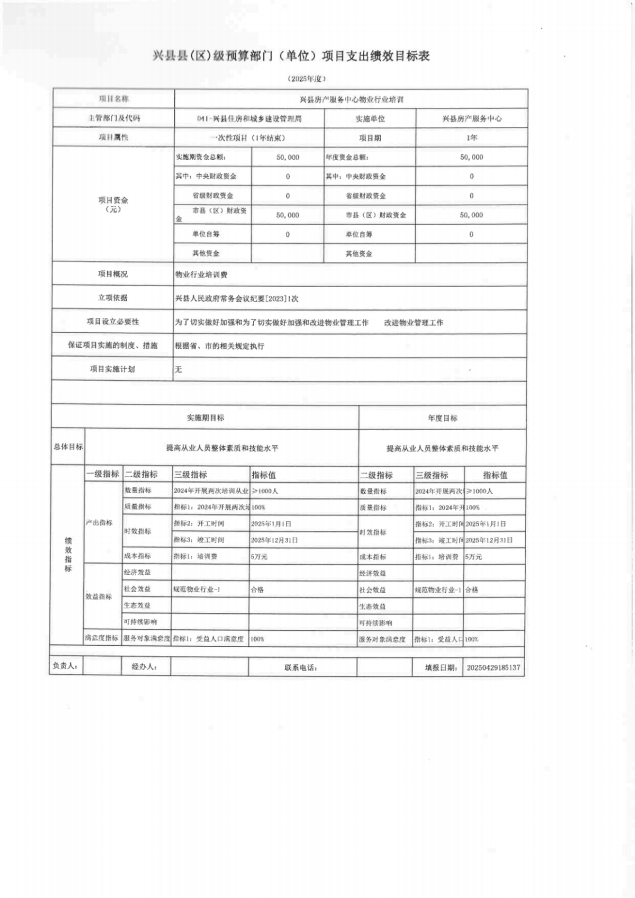 兴县县(区)级预算部门（单位）项目支出绩效目标表
（2025年度）
项目名称 兴县房产服务中心物业行业培训
主管部门及代码 041-兴县住房和城乡建设管理局 实施单位 兴县房产服务中心
项目属性 一次性项目（1年结束） 项目期 1年
项目资金（元） 实施期资金总额： 50,000 年度资金总额： 50,000
其中：中央财政资金 0 其中：中央财政资金 0
省级财政资金 0 省级财政资金 0
市县（区）财政资金 50,000 市县（区）财政资金 50,000
单位自筹 0 单位自筹 0
其他资金 其他资金
项目概况 物业行业培训费
立项依据 兴县人民政府常务会议纪要[2023]1次
项目设立必要性 为了切实做好加强和为了切实做好加强和改进物业管理工作 改进物业管理工作
保证项目实施的制度、措施 根据省、市的相关规定执行
项目实施计划 无
实施期目标 年度目标
总体目标 提高从业人员整体素质和技能水平 提高从业人员整体素质和技能水平
绩效指标 一级指标 二级指标 三级指标 指标值 二级指标 三级指标 指标值
产出指标 数量指标 2024年开展两次培训从业 ≥1000人 数量指标 2024年开展两次 ≥1000人
质量指标 指标1：2024年开展两次 100% 质量指标 指标1：2024年开 100%
时效指标 指标2：开工时间 2025年1月1日 时效指标 指标2：开工时间 2025年1月1日
指标3：竣工时间 2025年12月31日 指标3：竣工时间 2025年12月31日
成本指标 指标1：培训费 5万元 成本指标 指标1：培训费 5万元
效益指标 经济效益 经济效益
社会效益 规范物业行业-1 合格 社会效益 规范物业行业-1 合格
生态效益 生态效益
可持续影响 可持续影响
满意度指标 服务对象满意度 指标1：受益人口满意度 100% 服务对象满意度 指标1：受益人口 100%
负责人： 经办人： 联系电话： 填报日期： 20250429185137